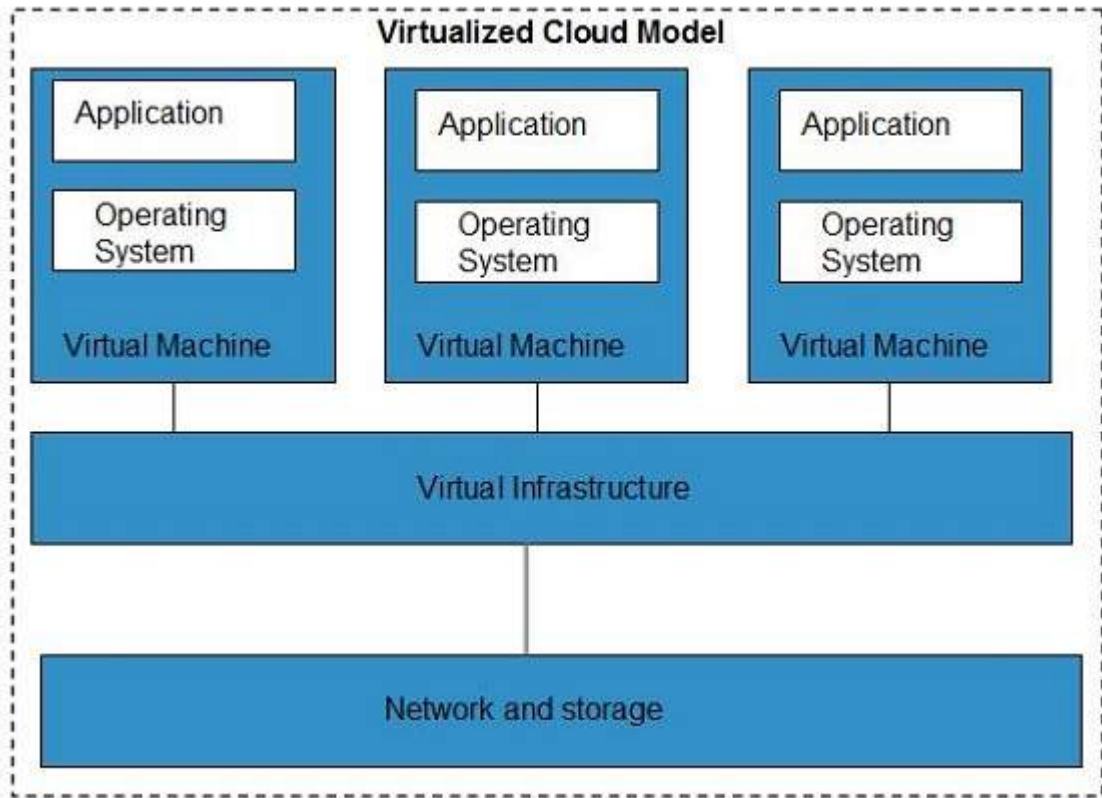 Virtualized Cloud Model
Application
Operating
System
Virtual Machine
Application
Operating
System
Virtual Machine
Application
Operating
System
Virtual Machine
Virtual Infrastructure
Network and storage